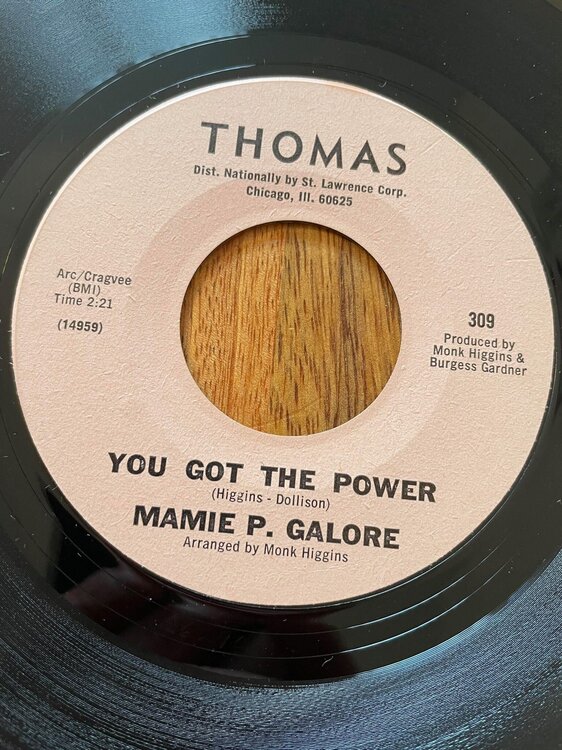 THOMAS
Dist. Nationally by St. Lawrence Corp.
Chicago, Ill. 60625
Arc/Cragvee
(BMI)
Time 2:21
(14959)
309
Produced by
Monk Higgins &
Burgess Gardner
YOU GOT THE POWER
(Higgins - Dollison)
MAMIE P. GALORE
Arranged by Monk Higgins